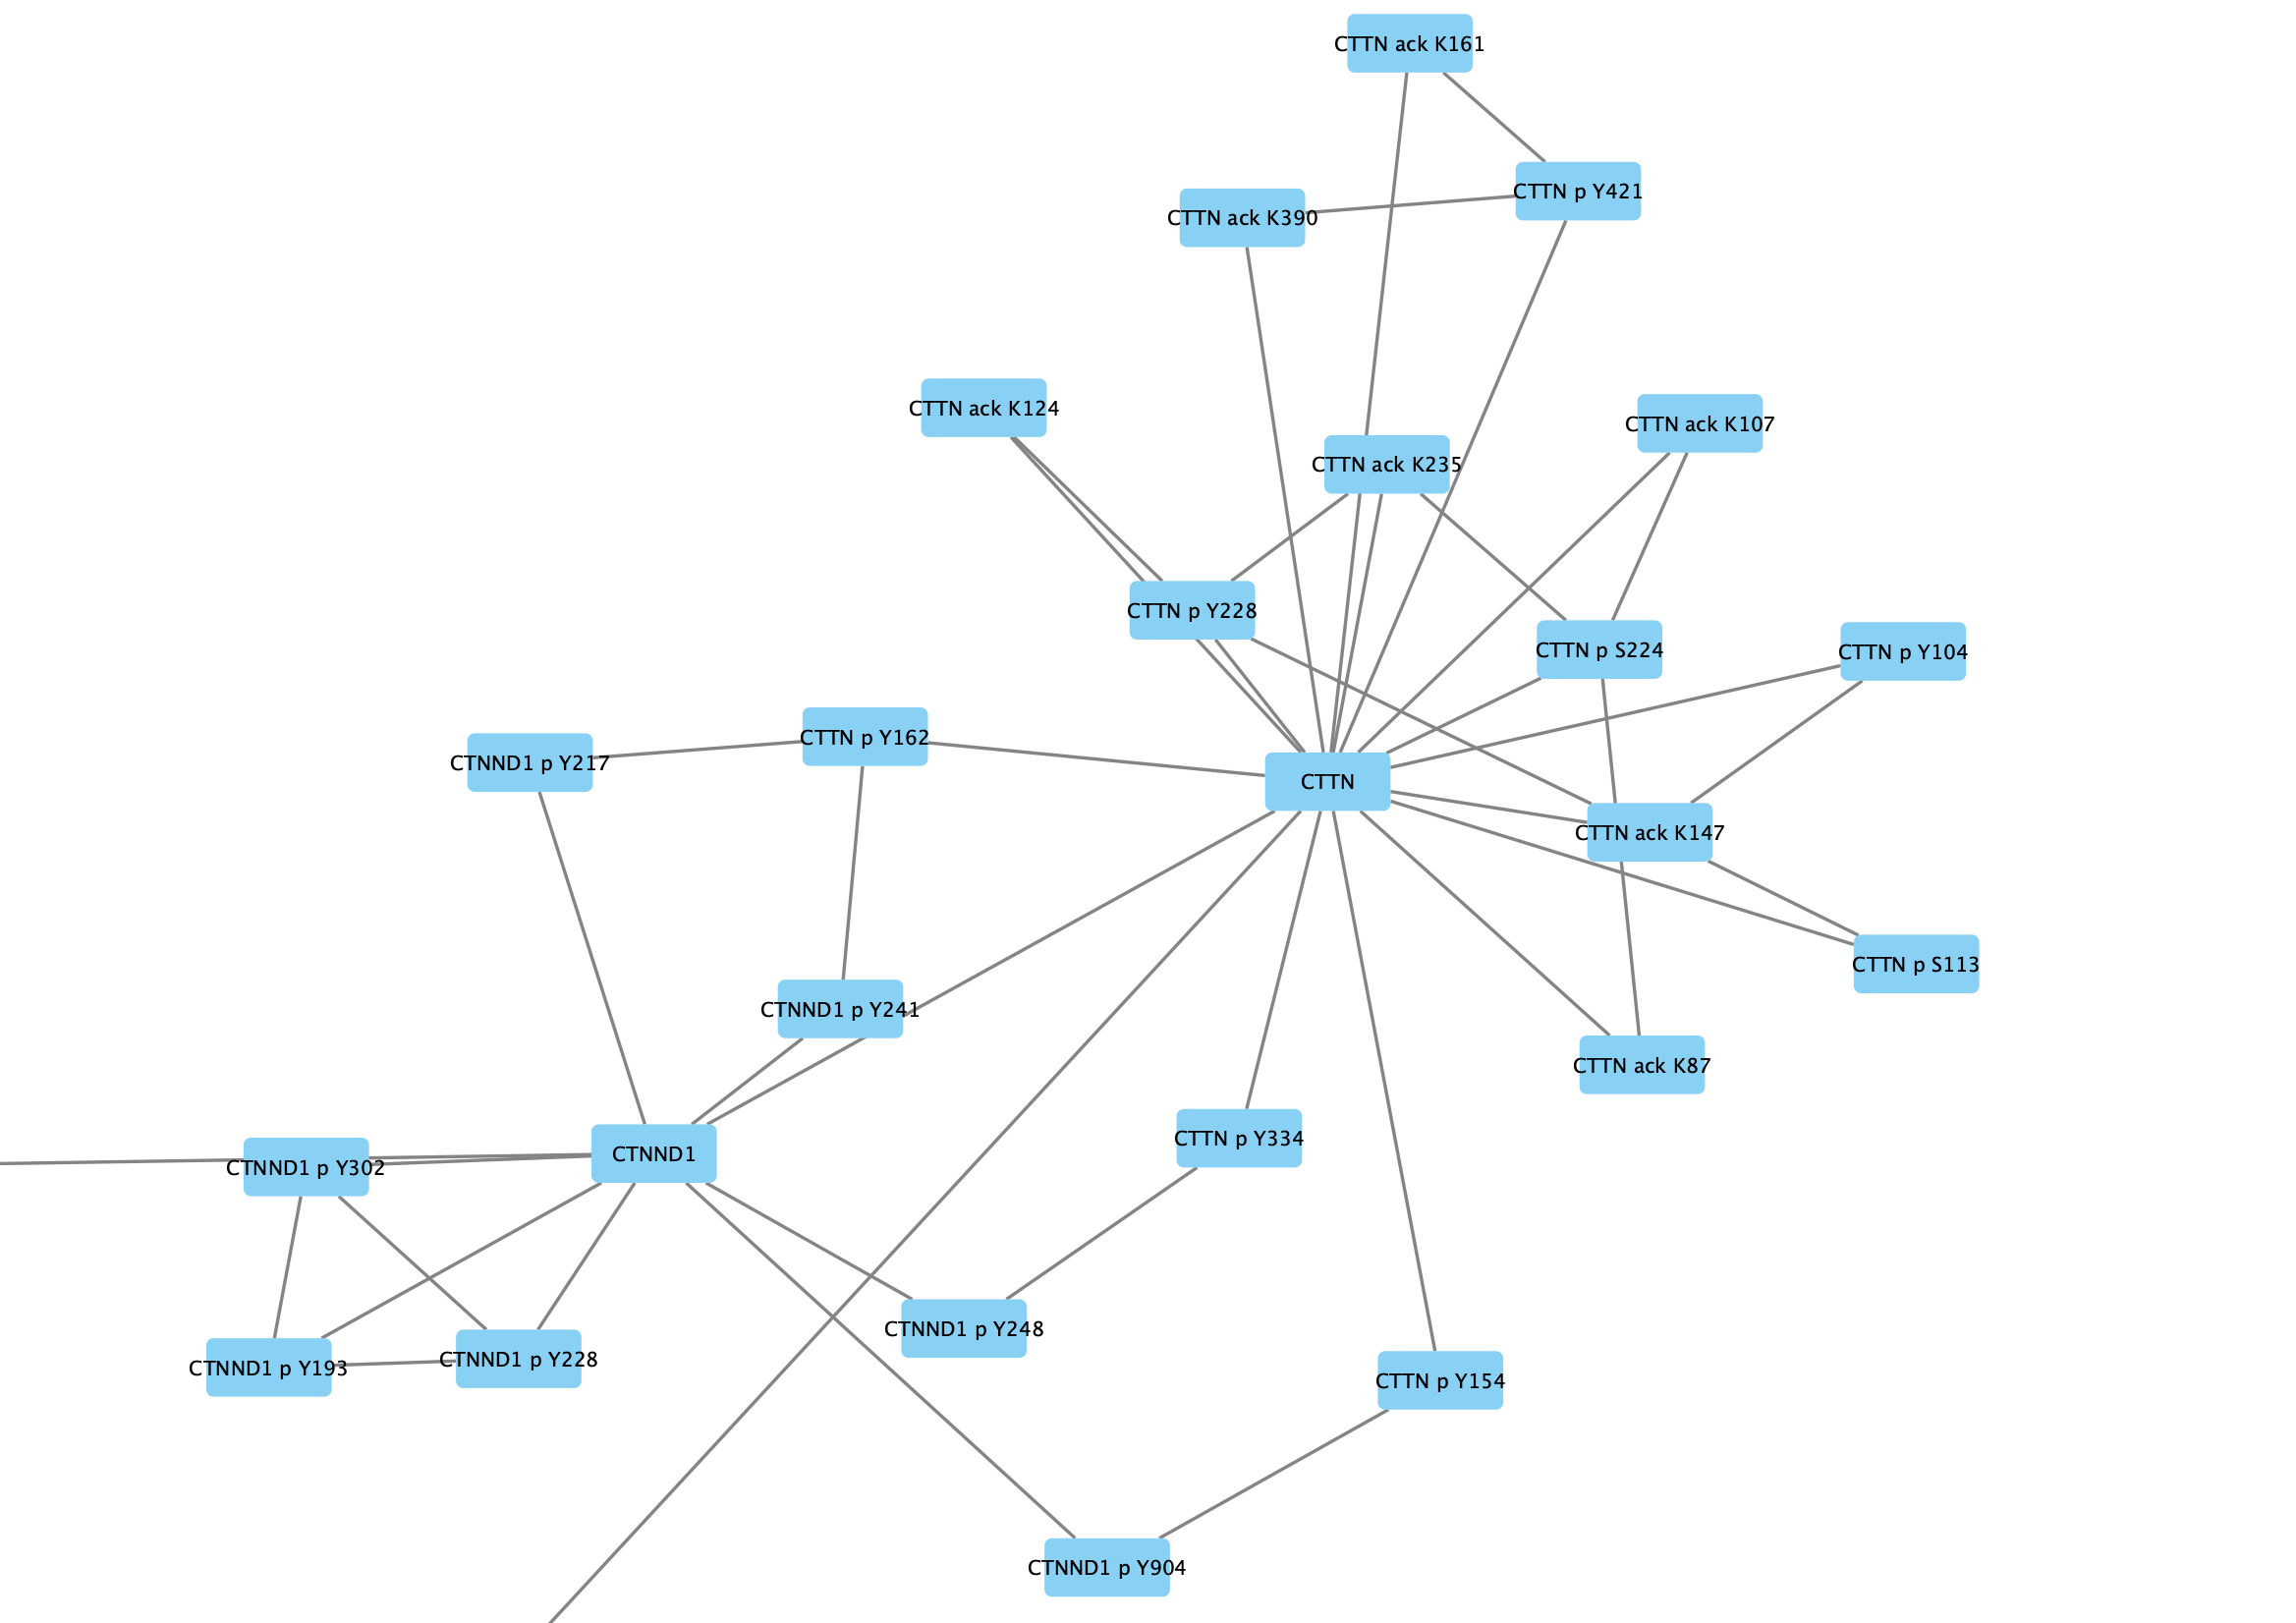 CTTN ack K161
CTTN p Y421
CTTN ack K390
CTTN ack K124
CTTN ack K107
CTTN ack K235
CTTN p Y228
CTTN p S224
CTTN p Y104
CTTN p Y162
CTNND1 p Y217
CTTN
CTTN ack K147
CTTN p S113
CTNND1 p Y241
CTTN ack K87
CTTN p Y334
CTNND1
CTNND1 p Y302
CTNND1 p Y248
CTNND1 p Y228
CTNND1 p Y193
CTTN p Y154
CTNND1 p Y904